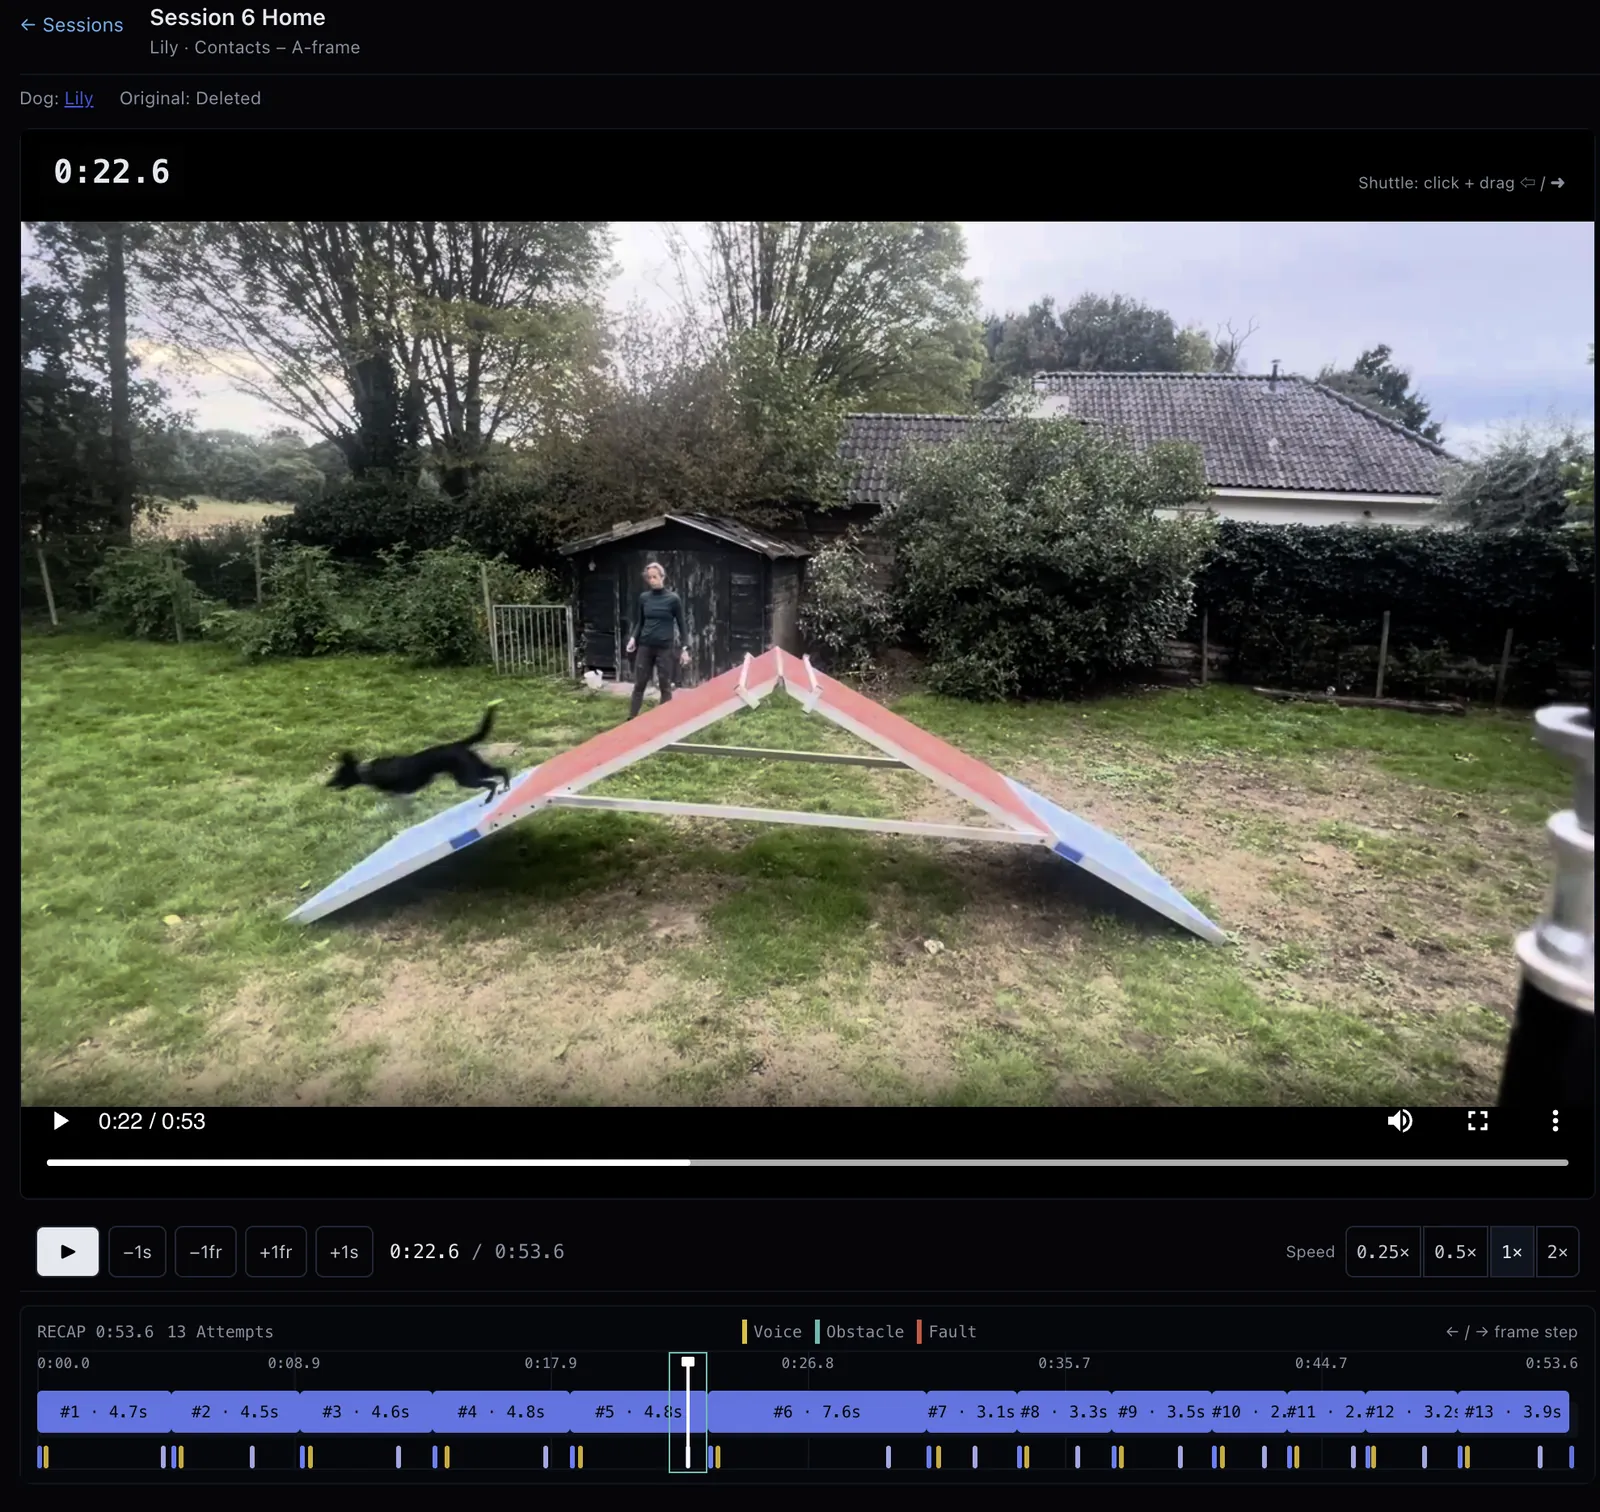 ← Sessions
Session 6 Home
Lily · Contacts – A-frame
Dog: Lily
Original: Deleted
0:22.6
Shuttle: click + drag ⇦ / ➔
0:22 / 0:53
−1s
−1fr
+1fr
+1s
0:22.6 / 0:53.6
Speed
0.25×
0.5×
1×
2×
RECAP 0:53.6 13 Attempts
Voice
Obstacle
Fault
← / → frame step
0:00.0
0:08.9
0:17.9
0:26.8
0:35.7
0:44.7
0:53.6
#1 · 4.7s
#2 · 4.5s
#3 · 4.6s
#4 · 4.8s
#5 · 4.8s
#6 · 7.6s
#7 · 3.1s
#8 · 3.3s
#9 · 3.5s
#10 · 2.
#11 · 2.
#12 · 3.2s
#13 · 3.9s